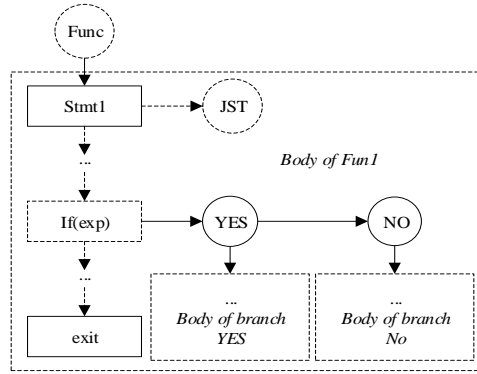 Func
Stmt1
JST
...
Body of Fun1
If(exp)
YES
NO
...
exit
...
Body of branch
YES
...
Body of branch
No